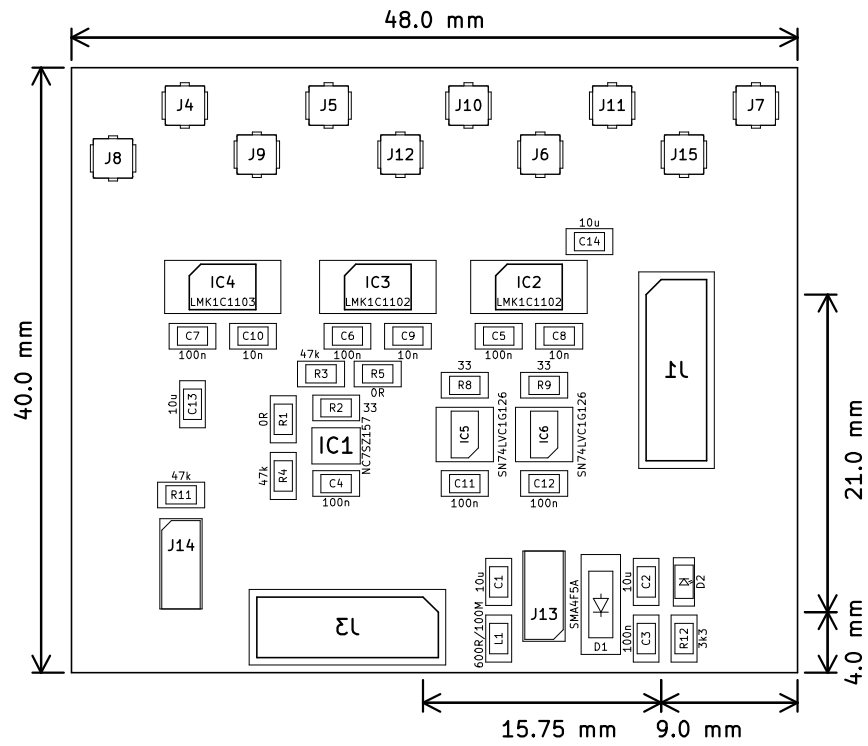 48.0 mm
J4
J5
J10
J11
J7
J8
J9
J12
J6
J15
10u
C14
IC4
LMK1C1103
IC3
LMK1C1102
IC2
LMK1C1102
C7
100n
C10
10n
C6
100n
C9
10n
C5
100n
C8
10n
J1
40.0 mm
47k
R3
R5
0R
33
R8
33
R9
10u
C13
0R
R1
R2
33
IC1
NC7SZ157
IC5
SN74LVC1G126
IC6
SN74LVC1G126
47k
R4
C4
100n
C11
100n
C12
100n
21.0 mm
47k
R11
J14
J3
10u
C1
600R/100M
L1
J13
SMA4F5A
D1
10u
C2
D2
100n
C3
R12
3k3
4.0 mm
15.75 mm
9.0 mm